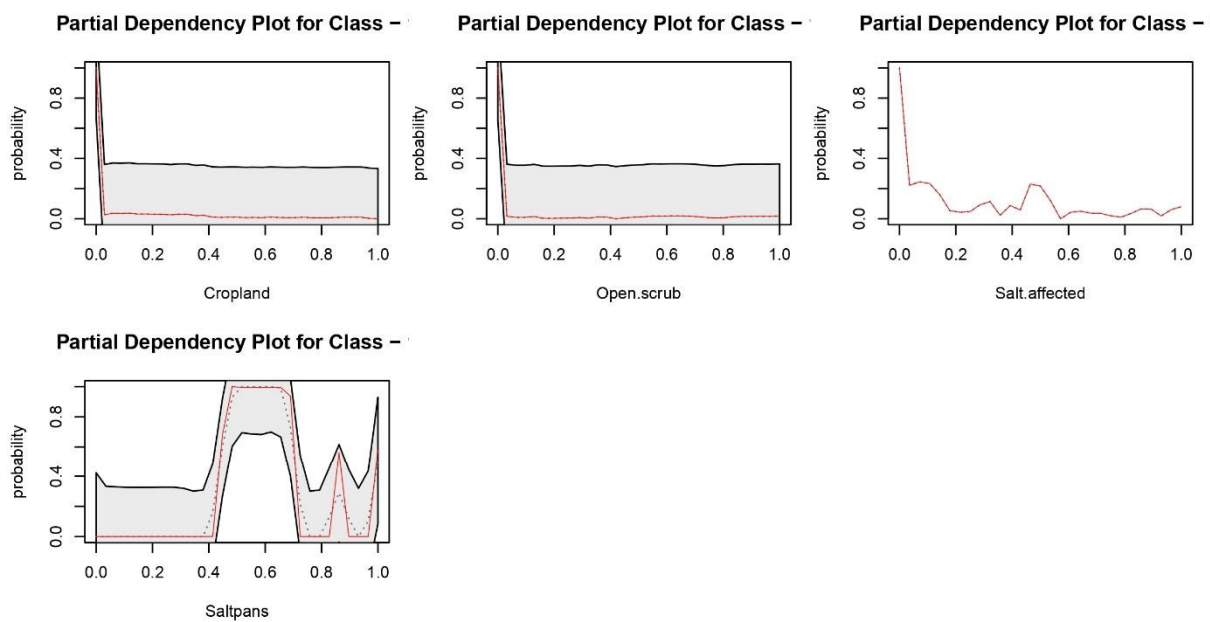 Partial Dependency Plot for Class –
Partial Dependency Plot for Class –
Partial Dependency Plot for Class –
probability
0.0 0.4 0.8
0.0 0.2 0.4 0.6 0.8 1.0
Cropland
probability
0.0 0.4 0.8
0.0 0.2 0.4 0.6 0.8 1.0
Open.scrub
probability
0.0 0.4 0.8
0.0 0.2 0.4 0.6 0.8 1.0
Salt.affected
Partial Dependency Plot for Class –
probability
0.0 0.4 0.8
0.0 0.2 0.4 0.6 0.8 1.0
Saltpans